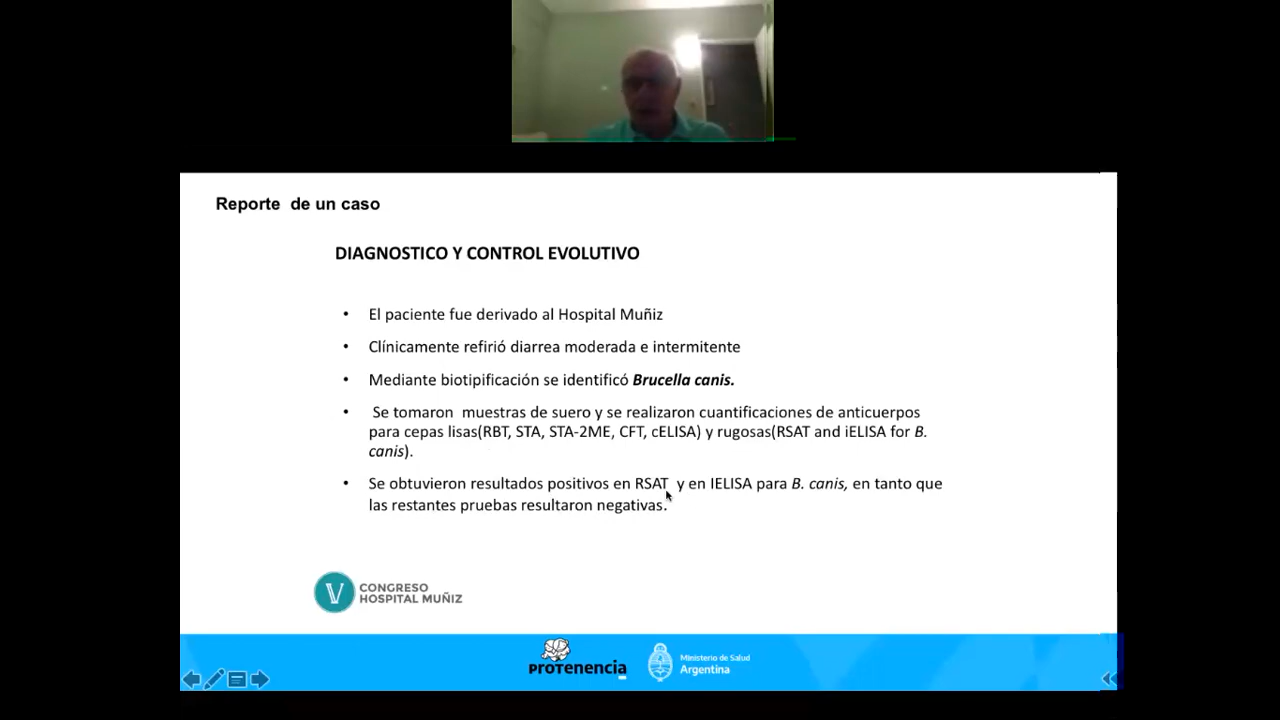 Reporte de un caso
DIAGNOSTICO Y CONTROL EVOLUTIVO
• El paciente fue derivado al Hospital Muñiz
• Clínicamente refirió diarrea moderada e intermitente
• Mediante biotipificación se identificó Brucella canis.
• Se tomaron muestras de suero y se realizaron cuantificaciones de anticuerpos
para cepas lisas(RBT, STA, STA-2ME, CFT, cELISA) y rugosas(RSAT and iELISA for B.
canis).
• Se obtuvieron resultados positivos en RSAT y en IELISA para B. canis, en tanto que
las restantes pruebas resultaron negativas.
V CONGRESO
HOSPITAL MUÑIZ
PROTENENCIA
Ministerio de Salud
Argentina